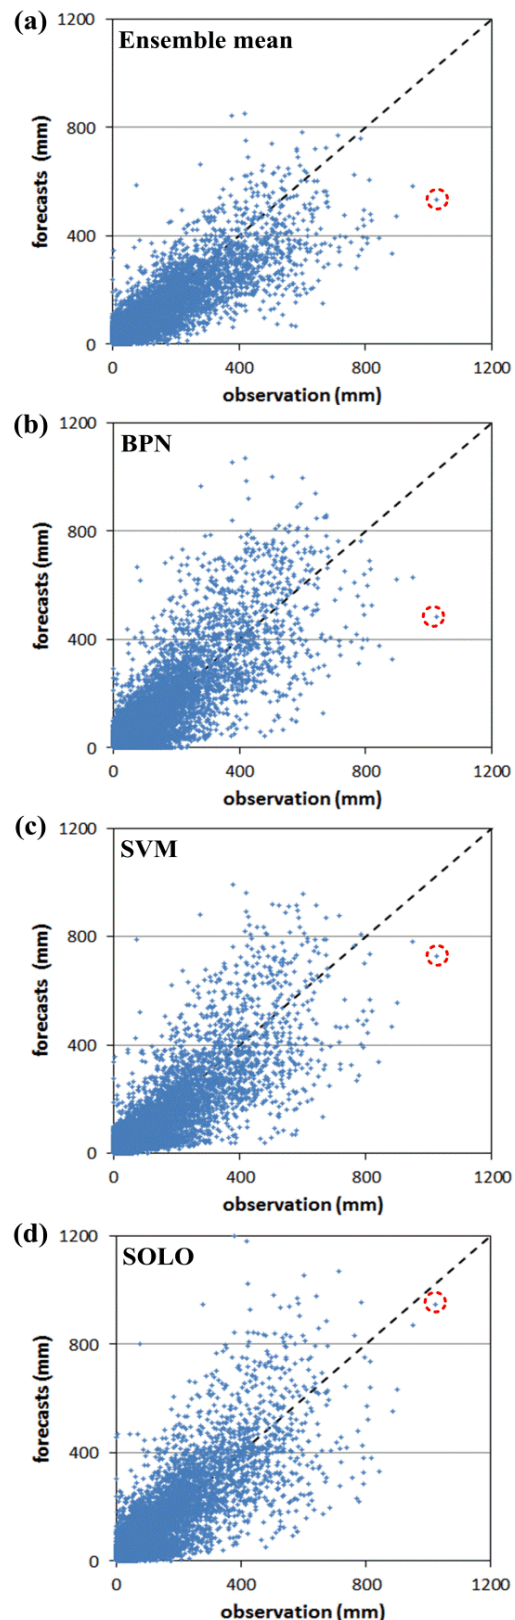 (a)
Ensemble mean
1200
800
400
0
forecasts (mm)
0 400 800 1200
observation (mm)
(b)
BPN
1200
800
400
0
forecasts (mm)
0 400 800 1200
observation (mm)
(c)
SVM
1200
800
400
0
forecasts (mm)
0 400 800 1200
observation (mm)
(d)
SOLO
1200
800
400
0
forecasts (mm)
0 400 800 1200
observation (mm)